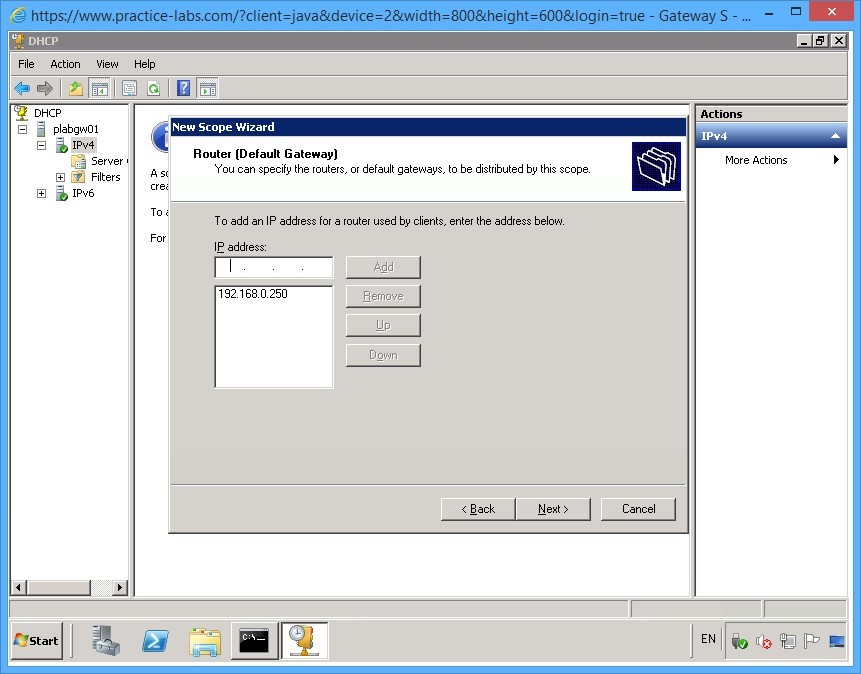 https://www.practice-labs.com/?client=java&device=2&width=800&height=600&login=true - Gateway S - ...
DHCP
File Action View Help
DHCP
plabgw01
IPv4
Server
Filters
IPv6
New Scope Wizard
Router (Default Gateway)
You can specify the routers, or default gateways, to be distributed by this scope.
To add an IP address for a router used by clients, enter the address below.
IP address:
. . .
Add
192.168.0.250
Remove
Up
Down
< Back
Next >
Cancel
For
Actions
IPv4
More Actions
Start
C:\_
EN